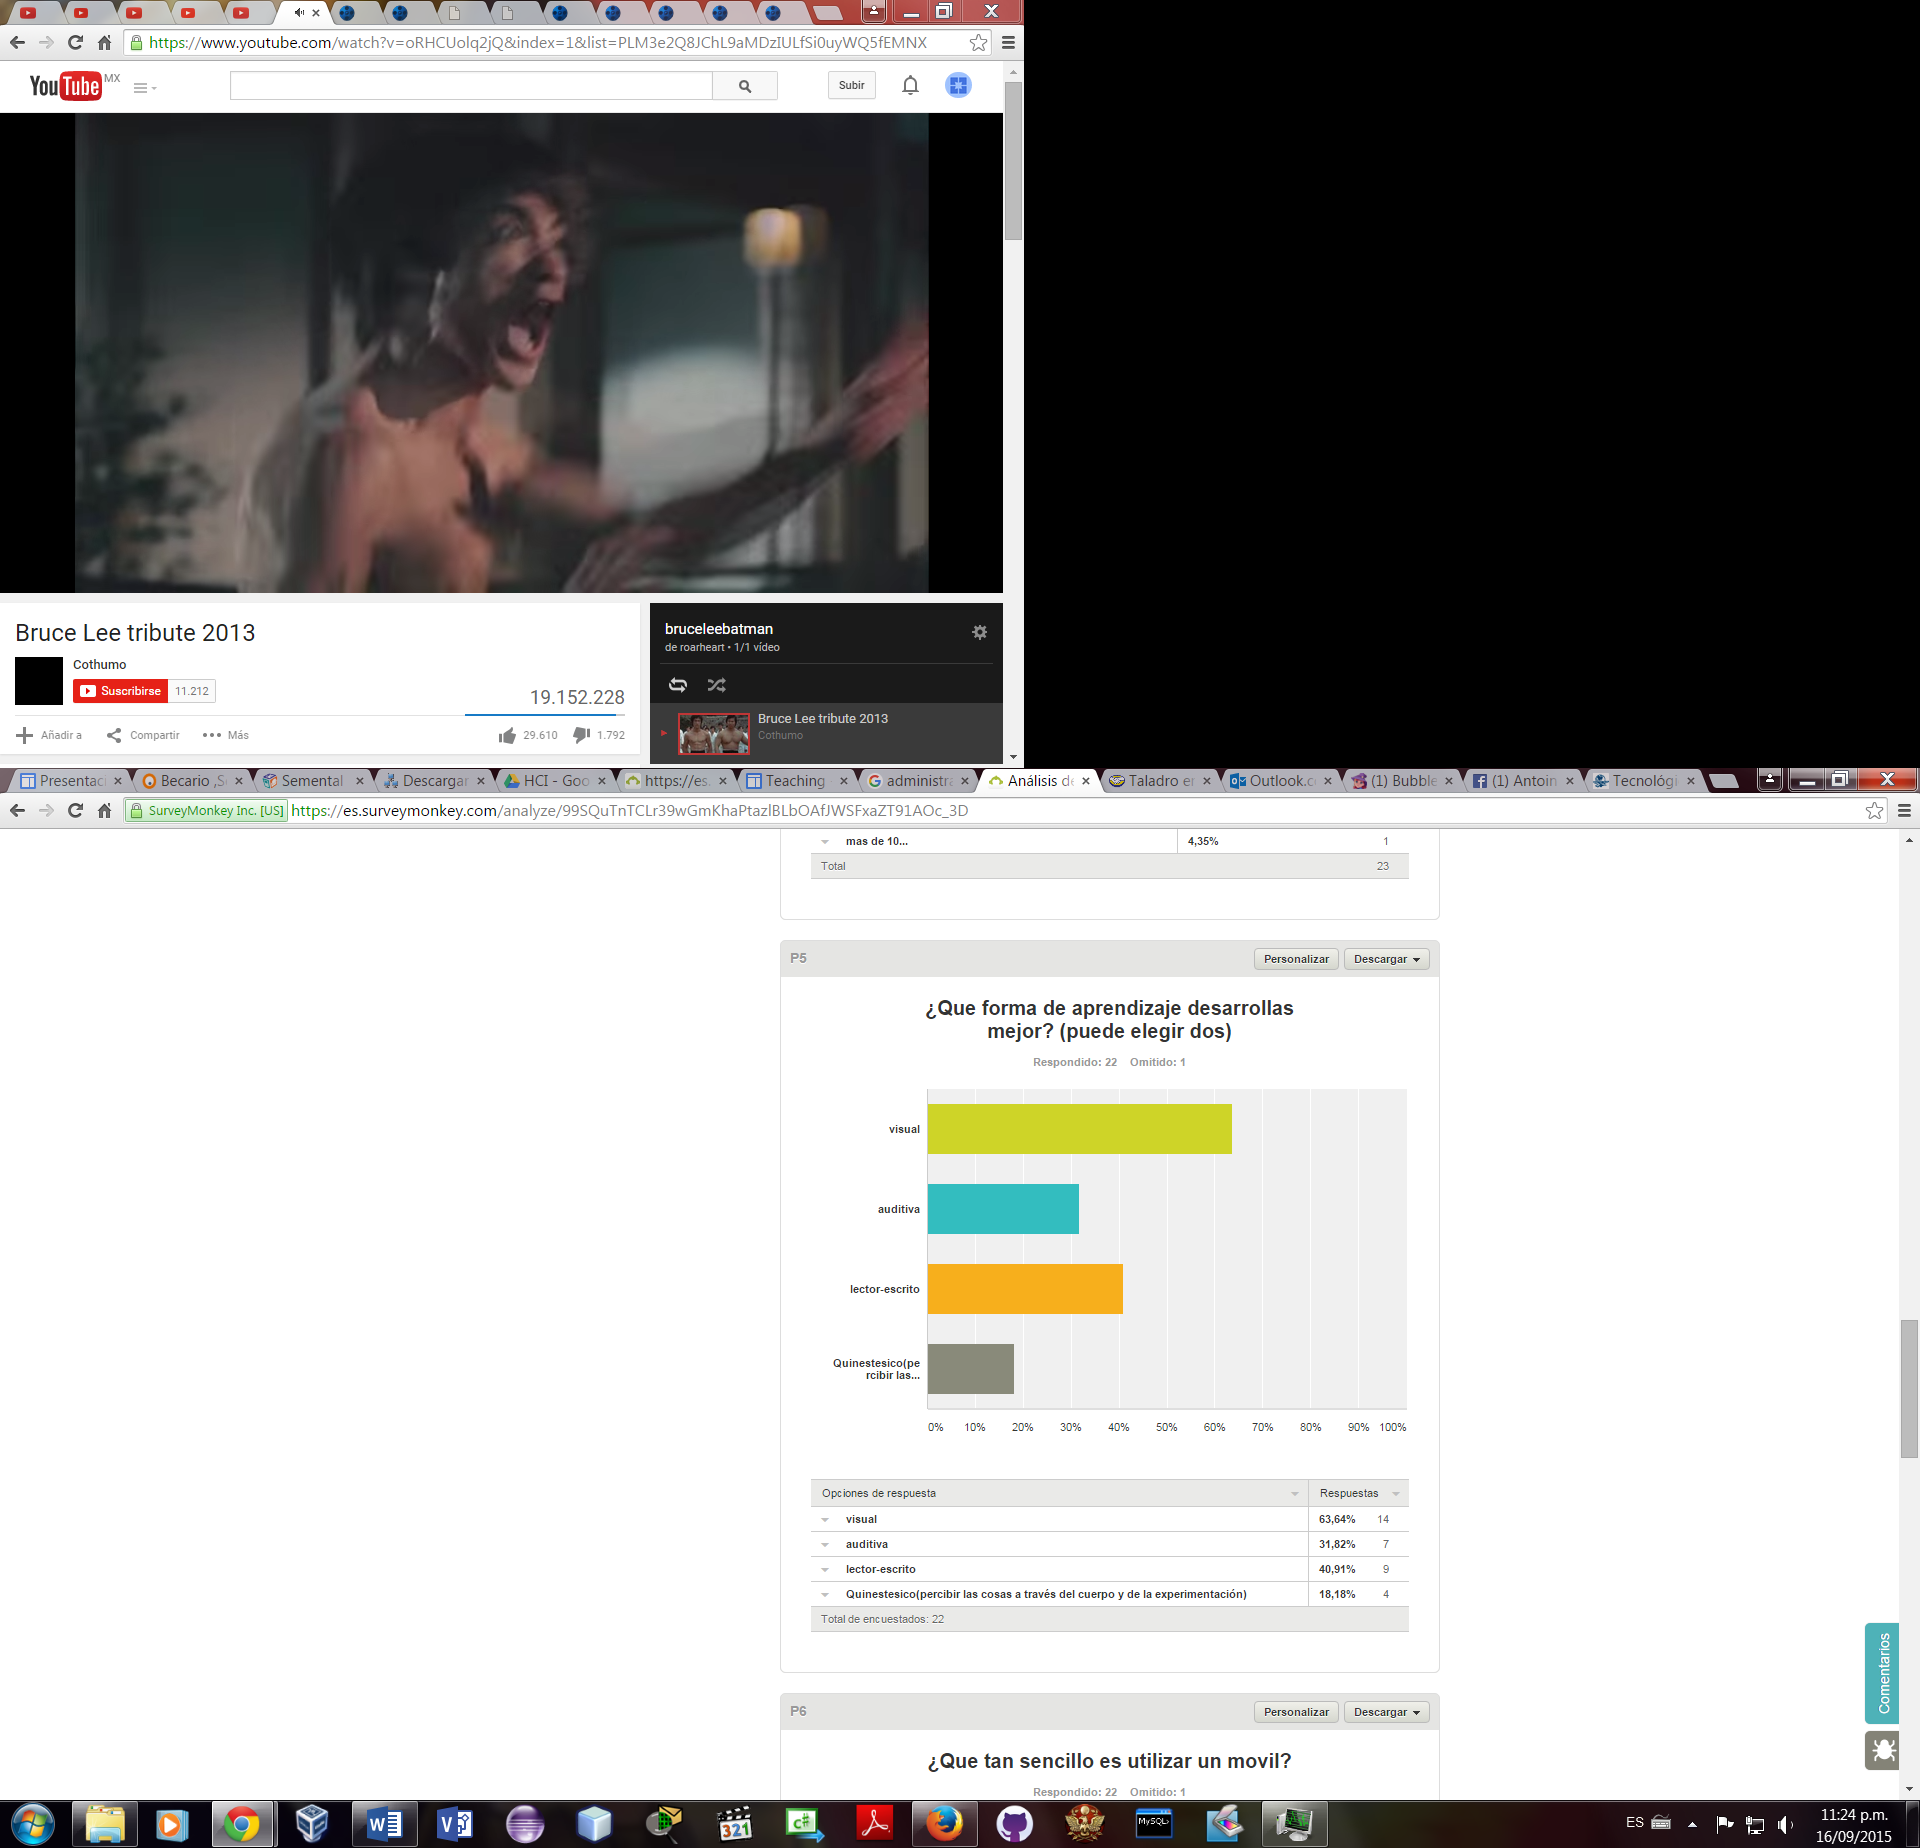 https://www.youtube.com/watch?v=oRHCUolq2jQ&index=1&list=PLM3e2Q8JChL9aMDzIULfSi0uyWQ5fEMNX
YouTube MX
Subir
Bruce Lee tribute 2013
Cothumo
Suscribirse 11.212
19.152.228
Añadir a Compartir Más 29.610 1.792
bruceleebatman
de roarheart • 1/1 vídeo
Bruce Lee tribute 2013
Cothumo
Presentac Becario ,S Semental Descargar HCI - Goo https://es. Teaching administra Análisis de Taladro en Outlook.co (1) Bubble (1) Antoin Tecnológi
SurveyMonkey Inc. [US] https://es.surveymonkey.com/analyze/99SQuTnTCLr39wGmKhaPtazlBLbOAfJWSFxaZT91AOc_3D
mas de 10... 4,35% 1
Total 23
P5 Personalizar Descargar
¿Que forma de aprendizaje desarrollas
mejor? (puede elegir dos)
Respondido: 22 Omitido: 1
visual
auditiva
lector-escrito
Quinestesico(pe
rcibir las...
0% 10% 20% 30% 40% 50% 60% 70% 80% 90% 100%
Opciones de respuesta Respuestas
visual 63,64% 14
auditiva 31,82% 7
lector-escrito 40,91% 9
Quinestesico(percibir las cosas a través del cuerpo y de la experimentación) 18,18% 4
Total de encuestados: 22
Comentarios
P6 Personalizar Descargar
¿Que tan sencillo es utilizar un movil?
Respondido: 22 Omitido: 1
321
C#
MySQL
ES
11:24 p.m.
16/09/2015